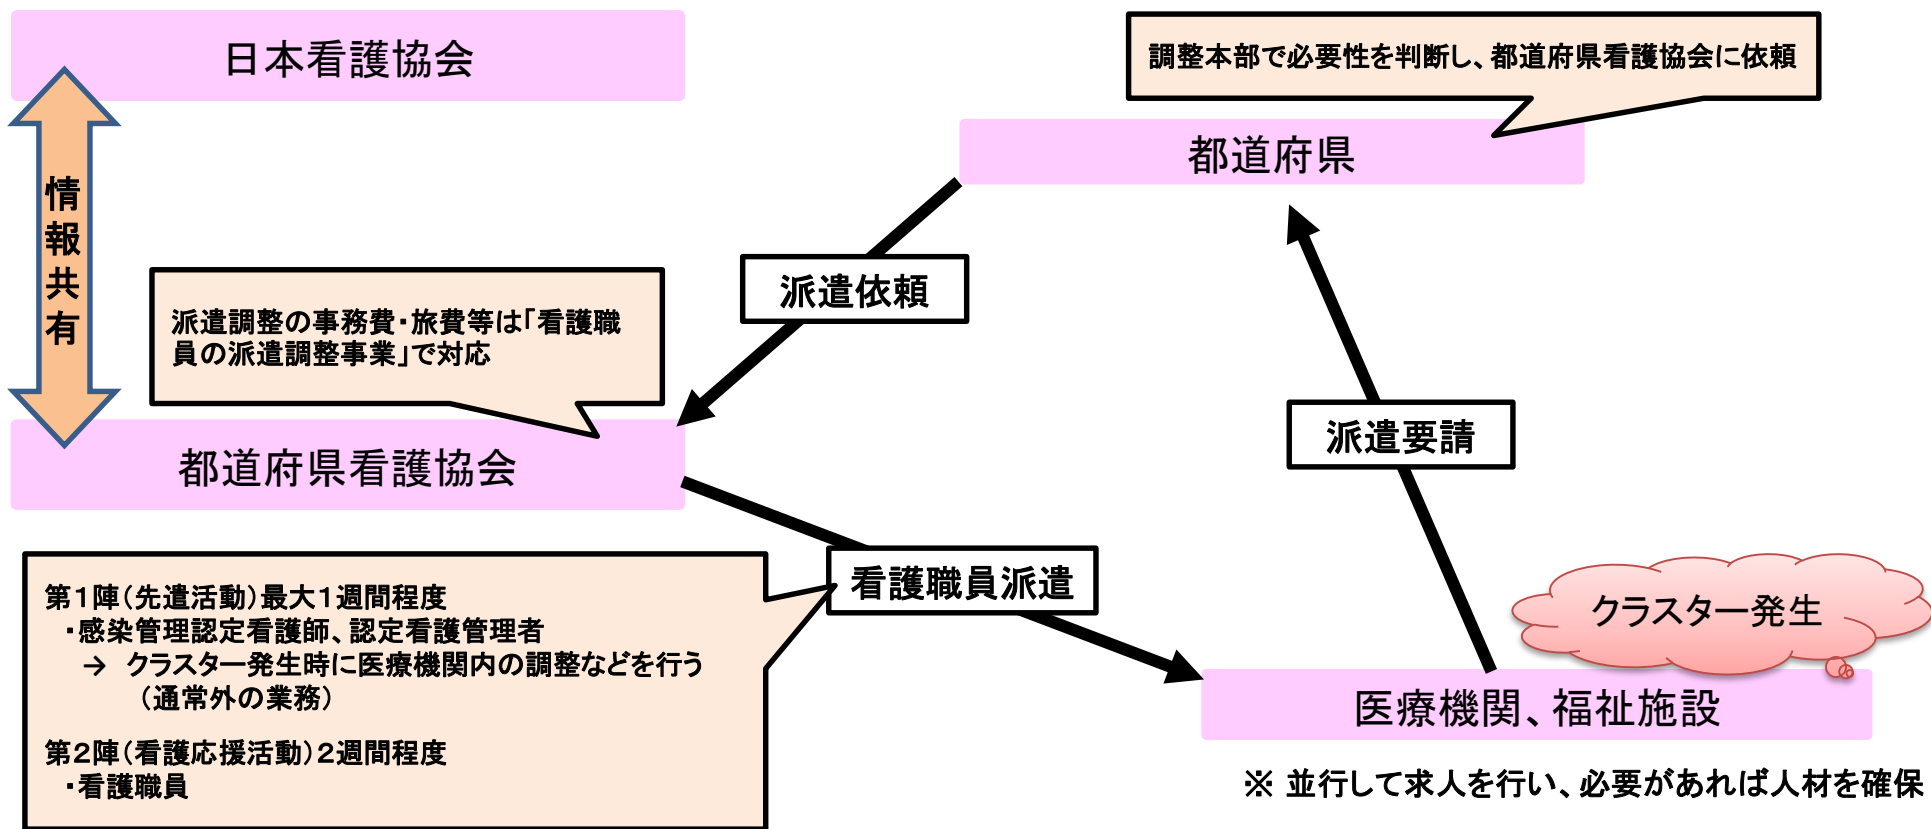 日本看護協会
調整本部で必要性を判断し、都道府県看護協会に依頼
都道府県
情報共有
派遣依頼
派遣調整の事務費・旅費等は「看護職
員の派遣調整事業」で対応
派遣要請
都道府県看護協会
看護職員派遣
第１陣（先遣活動）最大１週間程度
・感染管理認定看護師、認定看護管理者
→ クラスター発生時に医療機関内の調整などを行う
（通常外の業務）
第２陣（看護応援活動）２週間程度
・看護職員
クラスター発生
医療機関、福祉施設
※ 並行して求人を行い、必要があれば人材を確保